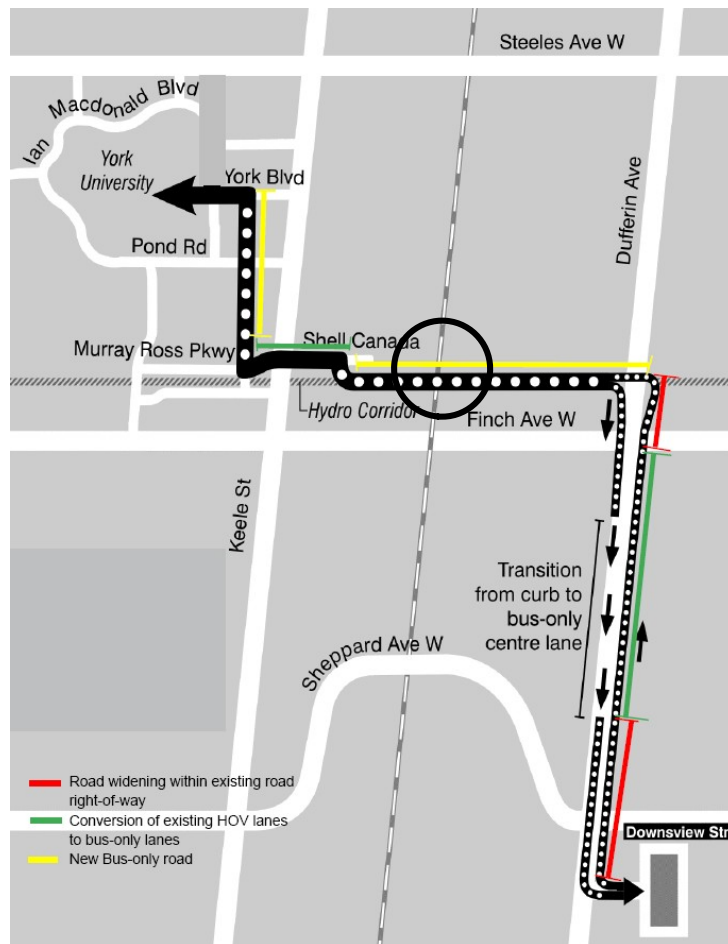 Steeles Ave W
Ian Macdonald Blvd
York
University
York Blvd
Dufferin Ave
Pond Rd
Shell Canada
Murray Ross Pkwy
Hydro Corridor
Finch Ave W
Keele St
Transition
from curb to
bus-only
centre lane
Sheppard Ave W
Road widening within existing road
right-of-way
Conversion of existing HOV lanes
to bus-only lanes
New Bus-only road
Downsview Str